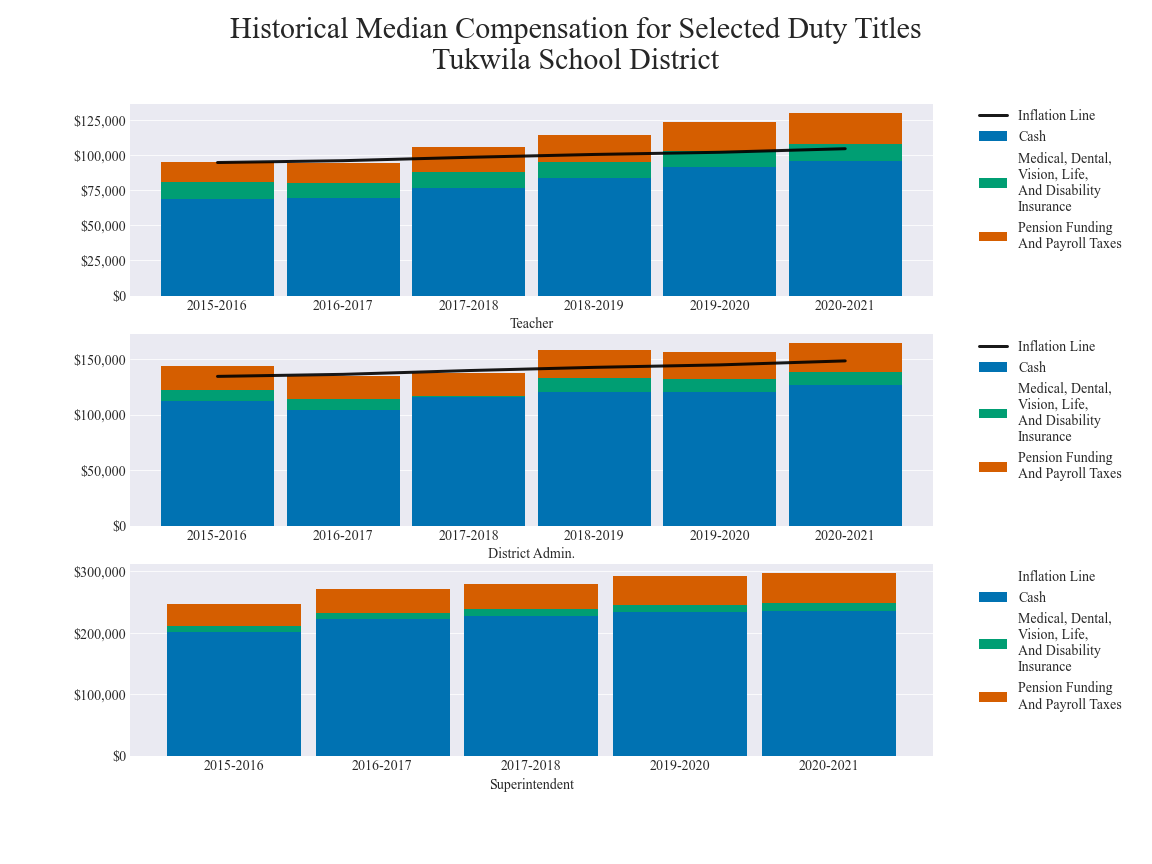 Historical Median Compensation for Selected Duty Titles
Tukwila School District
$125,000
$100,000
$75,000
$50,000
$25,000
$0
2015-2016 2016-2017 2017-2018 2018-2019 2019-2020 2020-2021
Teacher
Inflation Line
Cash
Medical, Dental,
Vision, Life,
And Disability
Insurance
Pension Funding
And Payroll Taxes
$150,000
$100,000
$50,000
$0
2015-2016 2016-2017 2017-2018 2018-2019 2019-2020 2020-2021
District Admin.
Inflation Line
Cash
Medical, Dental,
Vision, Life,
And Disability
Insurance
Pension Funding
And Payroll Taxes
$300,000
$200,000
$100,000
$0
2015-2016 2016-2017 2017-2018 2019-2020 2020-2021
Superintendent
Inflation Line
Cash
Medical, Dental,
Vision, Life,
And Disability
Insurance
Pension Funding
And Payroll Taxes